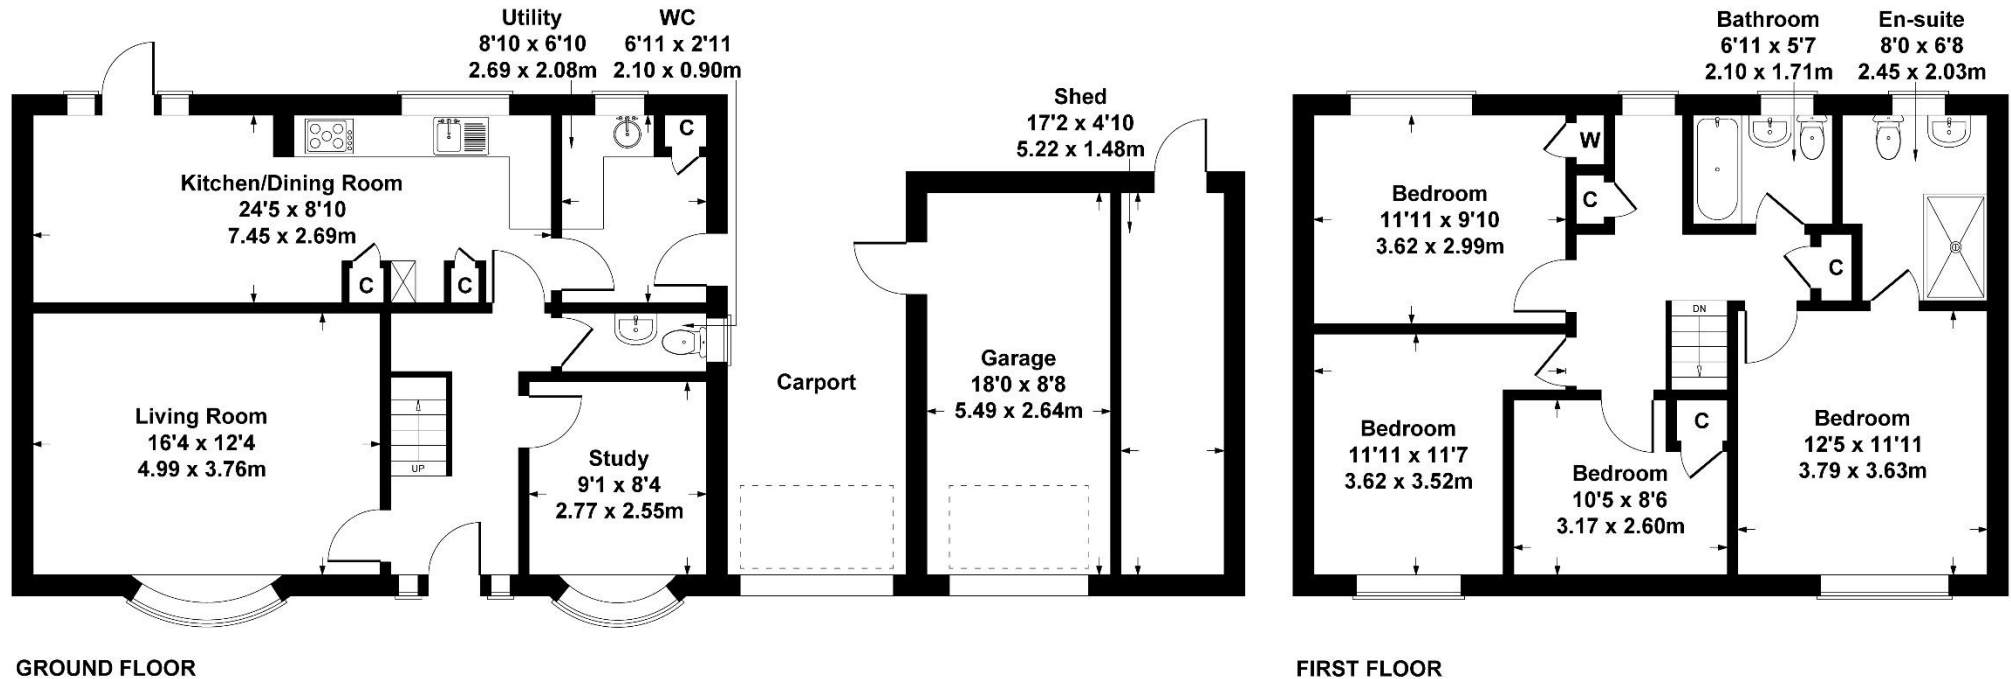 Utility
8'10 x 6'10
2.69 x 2.08m
WC
6'11 x 2'11
2.10 x 0.90m
C
Kitchen/Dining Room
24'5 x 8'10
7.45 x 2.69m
C
C
Living Room
16'4 x 12'4
4.99 x 3.76m
UP
Study
9'1 x 8'4
2.77 x 2.55m
Carport
Shed
17'2 x 4'10
5.22 x 1.48m
Garage
18'0 x 8'8
5.49 x 2.64m
GROUND FLOOR
Bathroom
6'11 x 5'7
2.10 x 1.71m
En-suite
8'0 x 6'8
2.45 x 2.03m
W
Bedroom
11'11 x 9'10
3.62 x 2.99m
C
C
DN
Bedroom
11'11 x 11'7
3.62 x 3.52m
C
Bedroom
10'5 x 8'6
3.17 x 2.60m
Bedroom
12'5 x 11'11
3.79 x 3.63m
FIRST FLOOR